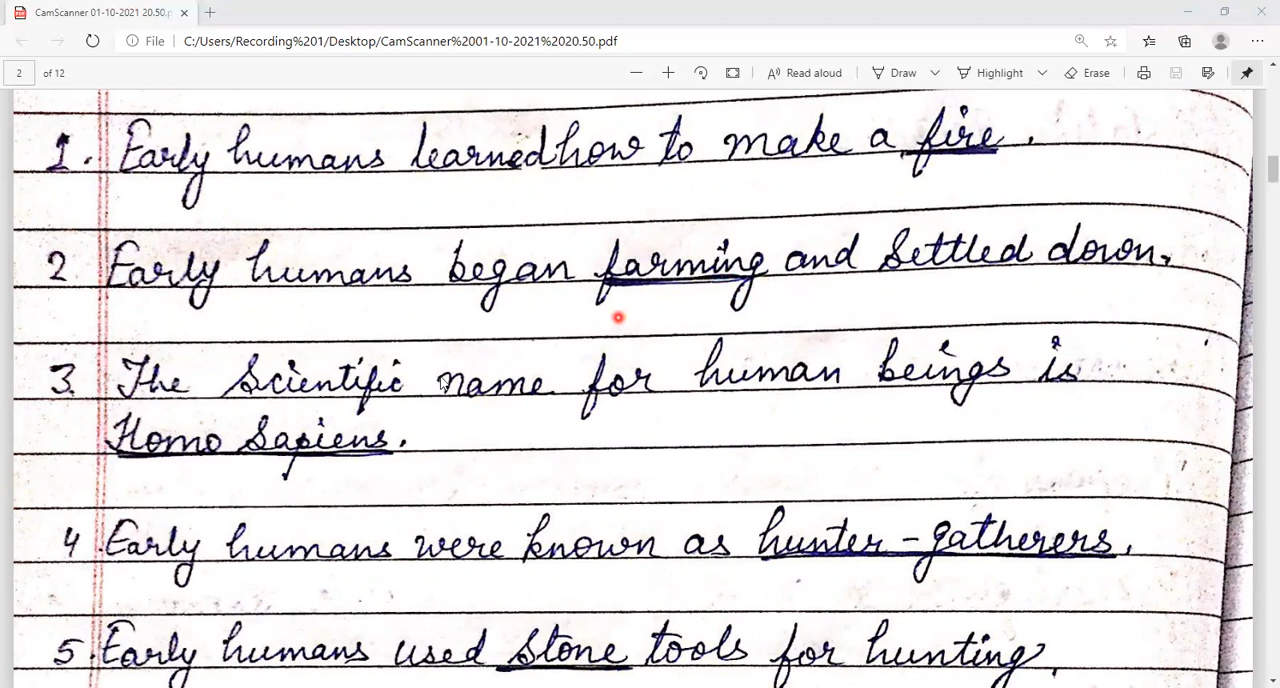 CamScanner 01-10-2021 20.50.p
File C:/Users/Recording%201/Desktop/CamScanner%2001-10-2021%2020.50.pdf
2 of 12 Read aloud Draw Highlight Erase
1. Early humans learned how to make a fire.
2 Early humans began farming and settled down.
3. The Scientific name for human beings is
Homo Sapiens.
4 Early humans were known as hunter-gatherers.
5. Early humans used stone tools for hunting.